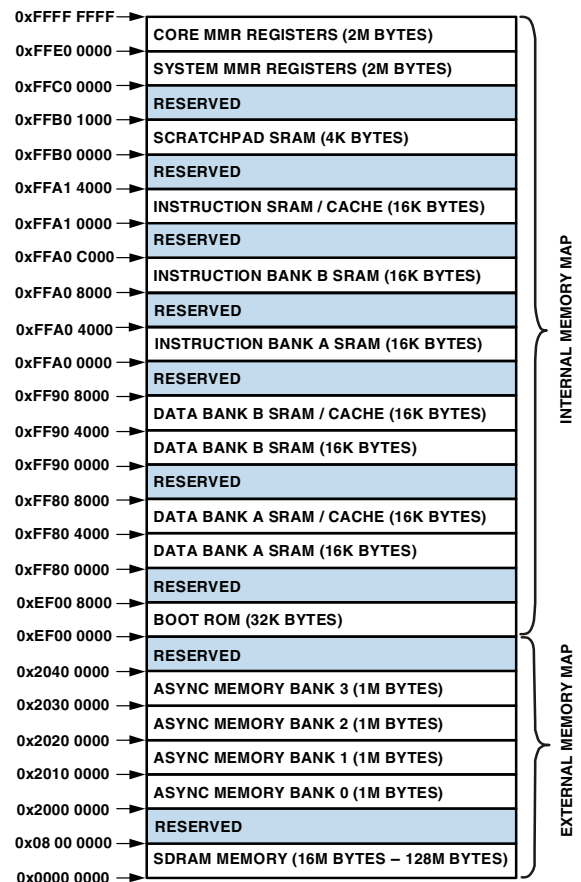 0xFFFF FFFF
CORE MMR REGISTERS (2M BYTES)
0xFFE0 0000
SYSTEM MMR REGISTERS (2M BYTES)
0xFFC0 0000
RESERVED
0xFFB0 1000
SCRATCHPAD SRAM (4K BYTES)
0xFFB0 0000
RESERVED
0xFFA1 4000
INSTRUCTION SRAM / CACHE (16K BYTES)
0xFFA1 0000
RESERVED
0xFFA0 C000
INSTRUCTION BANK B SRAM (16K BYTES)
0xFFA0 8000
RESERVED
0xFFA0 4000
INSTRUCTION BANK A SRAM (16K BYTES)
0xFFA0 0000
RESERVED
0xFF90 8000
DATA BANK B SRAM / CACHE (16K BYTES)
0xFF90 4000
DATA BANK B SRAM (16K BYTES)
0xFF90 0000
RESERVED
0xFF80 8000
DATA BANK A SRAM / CACHE (16K BYTES)
0xFF80 4000
DATA BANK A SRAM (16K BYTES)
0xFF80 0000
RESERVED
0xEF00 8000
BOOT ROM (32K BYTES)
0xEF00 0000
RESERVED
0x2040 0000
ASYNC MEMORY BANK 3 (1M BYTES)
0x2030 0000
ASYNC MEMORY BANK 2 (1M BYTES)
0x2020 0000
ASYNC MEMORY BANK 1 (1M BYTES)
0x2010 0000
ASYNC MEMORY BANK 0 (1M BYTES)
0x2000 0000
RESERVED
0x08 00 0000
SDRAM MEMORY (16M BYTES – 128M BYTES)
0x0000 0000
INTERNAL MEMORY MAP
EXTERNAL MEMORY MAP